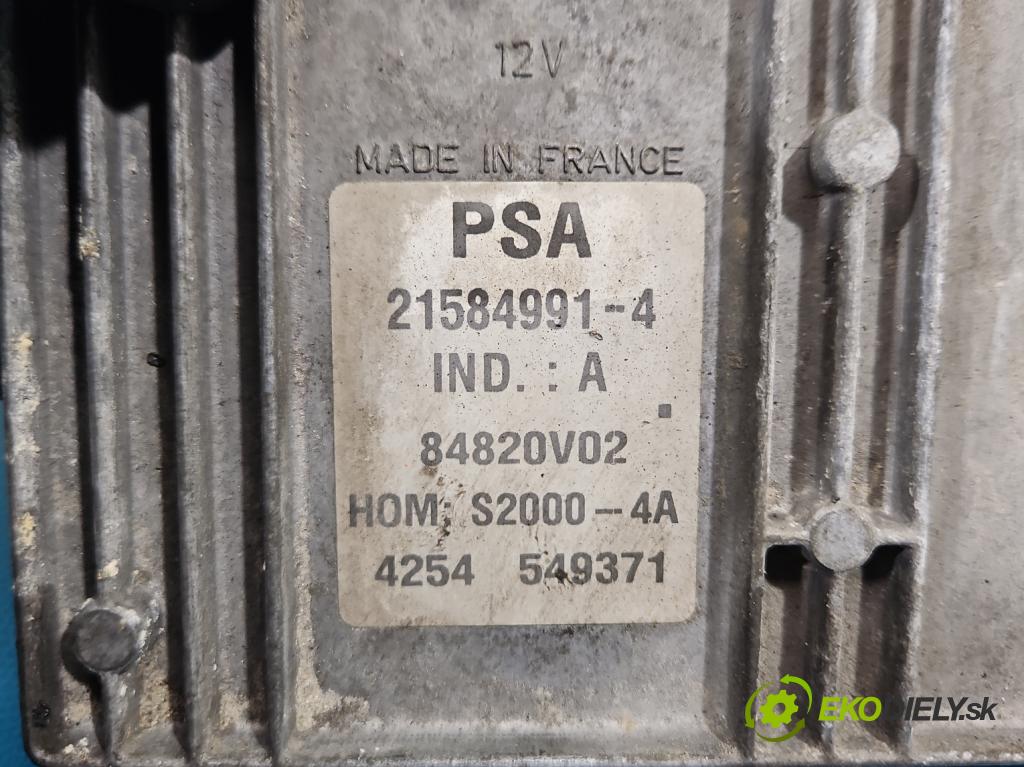 12V
MADE IN FRANCE
PSA
21584991-4
IND. : A
84820V02
HOM: S2000-4A
4254 549371
EKODIELY.sk